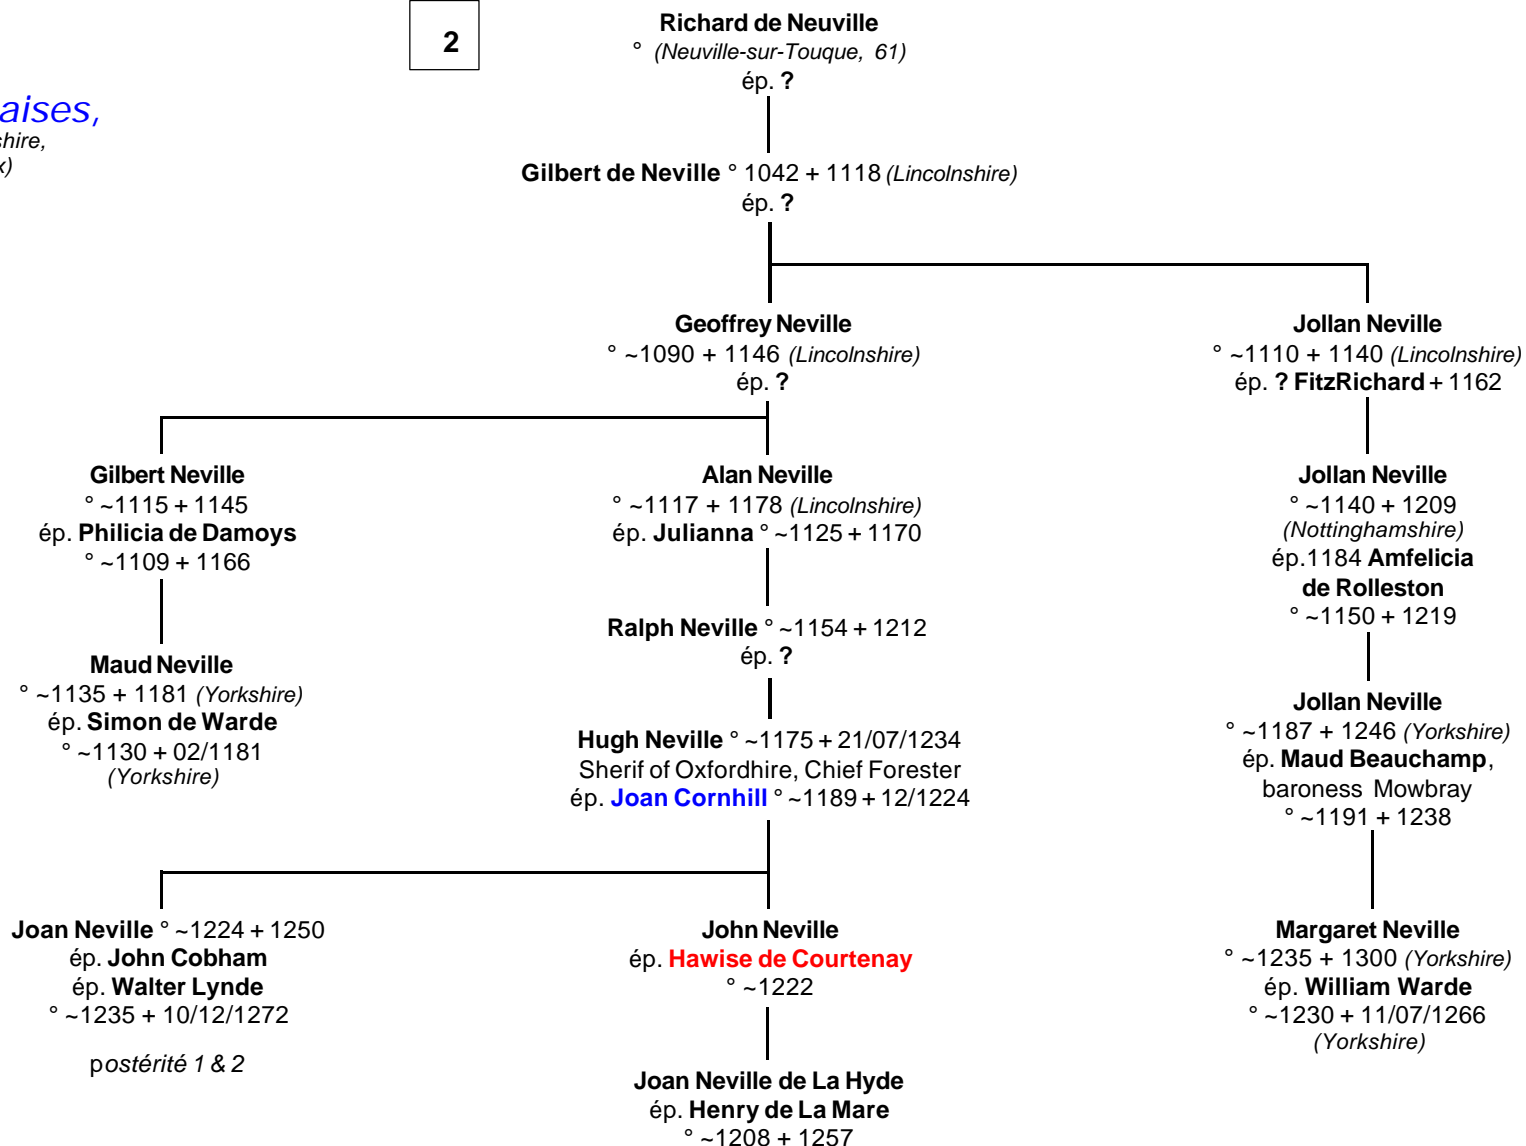 2
aises,
hire,
x)
Richard de Neuville
° (Neuville-sur-Touque, 61)
ép. ?
Gilbert de Neville ° 1042 + 1118 (Lincolnshire)
ép. ?
Geoffrey Neville
° ~1090 + 1146 (Lincolnshire)
ép. ?
Jollan Neville
° ~1110 + 1140 (Lincolnshire)
ép. ? FitzRichard + 1162
Gilbert Neville
° ~1115 + 1145
ép. Philicia de Damoys
° ~1109 + 1166
Alan Neville
° ~1117 + 1178 (Lincolnshire)
ép. Julianna ° ~1125 + 1170
Jollan Neville
° ~1140 + 1209
(Nottinghamshire)
ép.1184 Amfelicia
de Rolleston
° ~1150 + 1219
Maud Neville
° ~1135 + 1181 (Yorkshire)
ép. Simon de Warde
° ~1130 + 02/1181
(Yorkshire)
Ralph Neville ° ~1154 + 1212
ép. ?
Hugh Neville ° ~1175 + 21/07/1234
Sherif of Oxfordhire, Chief Forester
ép. Joan Cornhill ° ~1189 + 12/1224
Jollan Neville
° ~1187 + 1246 (Yorkshire)
ép. Maud Beauchamp,
baroness Mowbray
° ~1191 + 1238
Joan Neville ° ~1224 + 1250
ép. John Cobham
ép. Walter Lynde
° ~1235 + 10/12/1272
postérité 1 & 2
John Neville
ép. Hawise de Courtenay
° ~1222
Margaret Neville
° ~1235 + 1300 (Yorkshire)
ép. William Warde
° ~1230 + 11/07/1266
(Yorkshire)
Joan Neville de La Hyde
ép. Henry de La Mare
° ~1208 + 1257